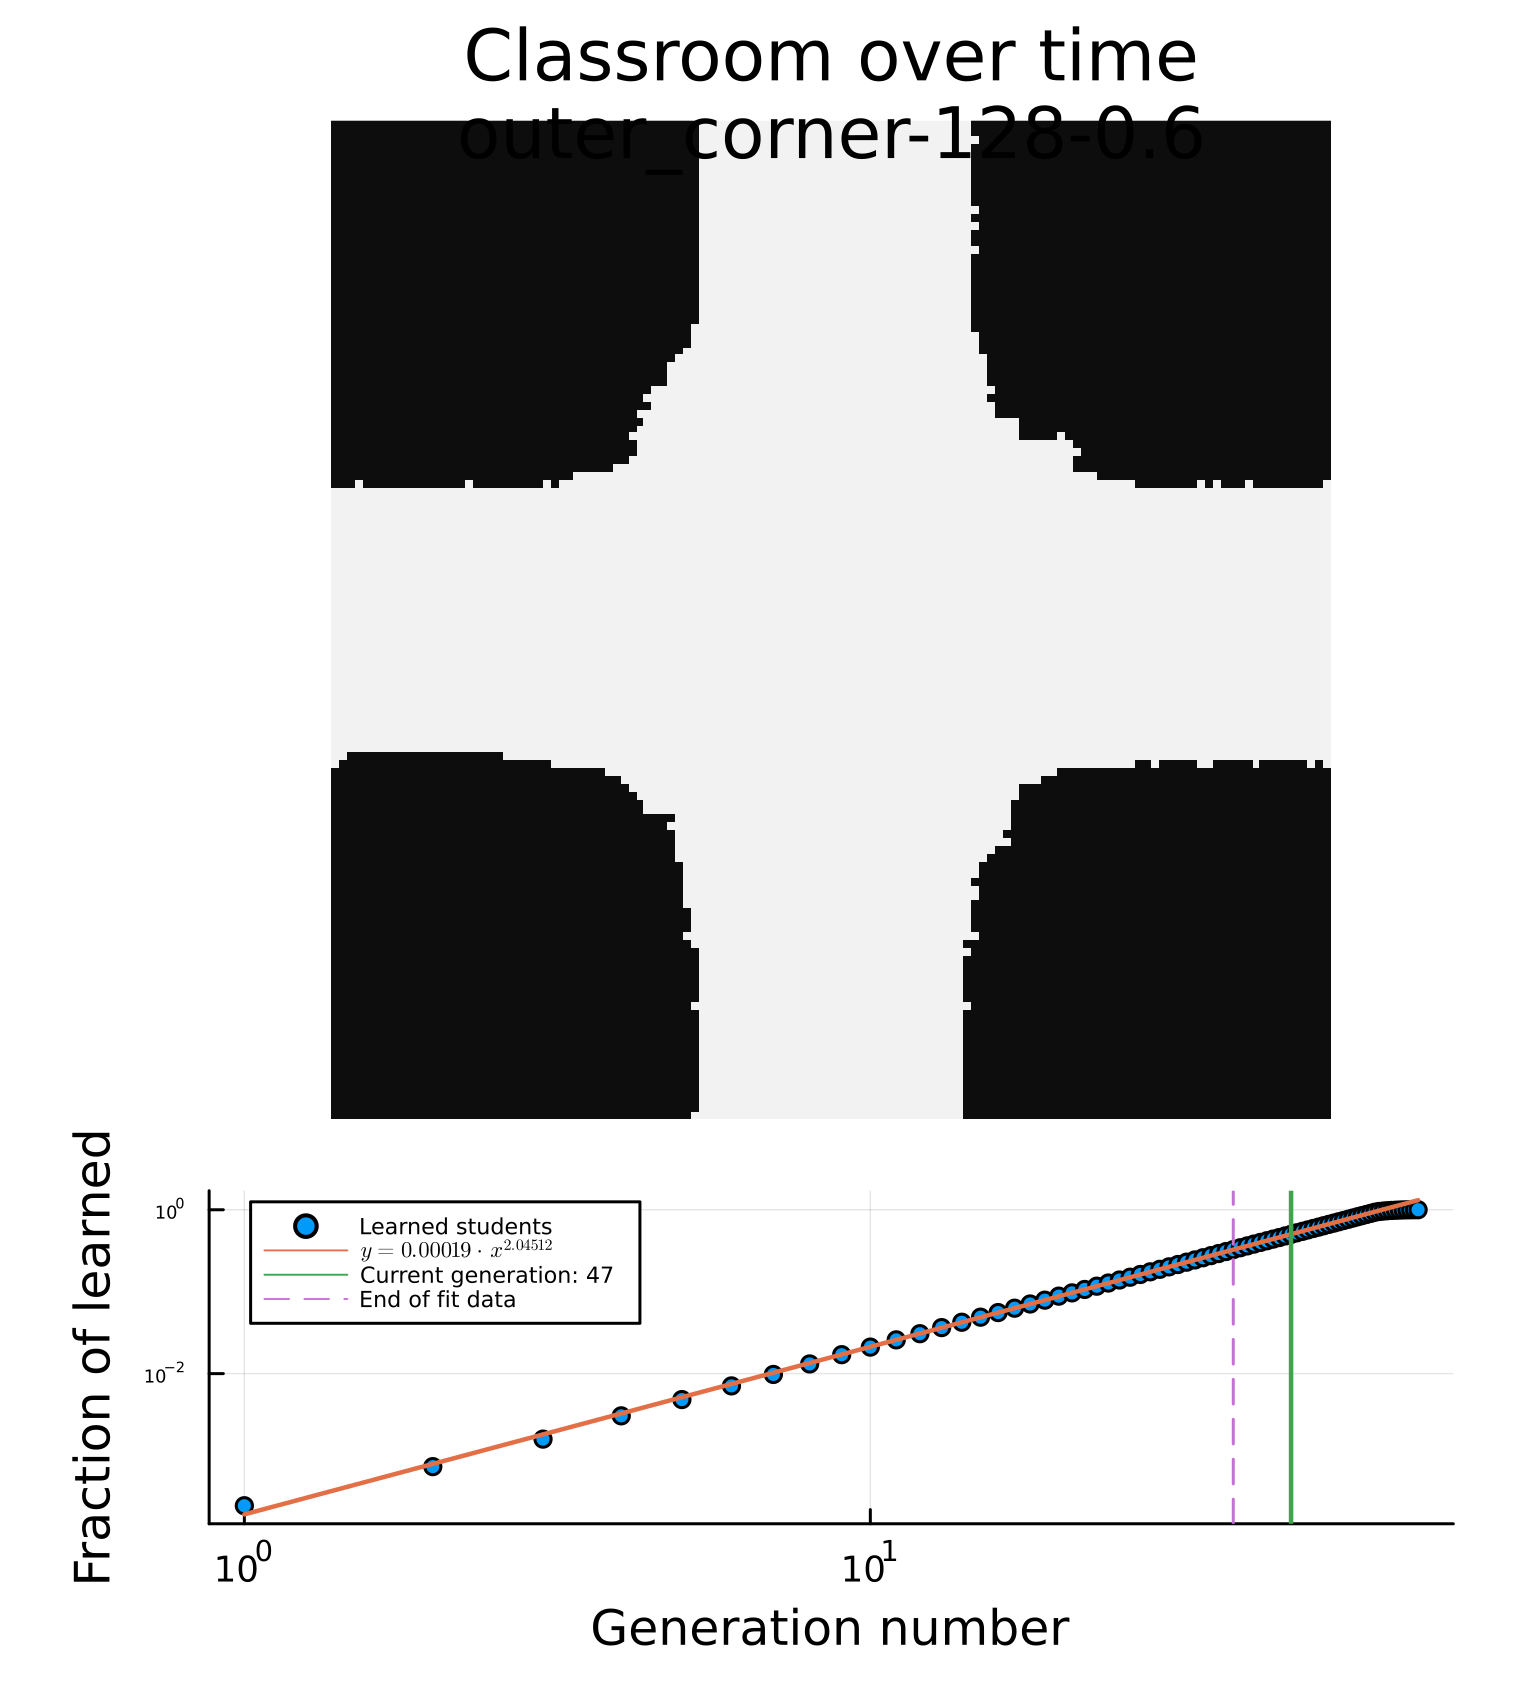 Classroom over time
outer_corner-128-0.6
Fraction of learned
10⁰
10⁻²
Learned students
y = 0.00019 · x^2.04512
Current generation: 47
End of fit data
10⁰
10¹
Generation number